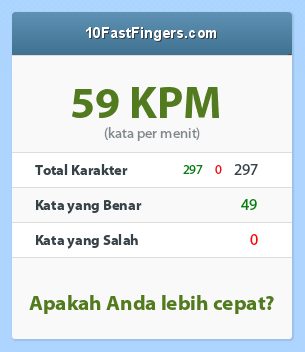 10FastFingers.com
59 KPM
(kata per menit)
Total Karakter 297 0 297
Kata yang Benar 49
Kata yang Salah 0
Apakah Anda lebih cepat?